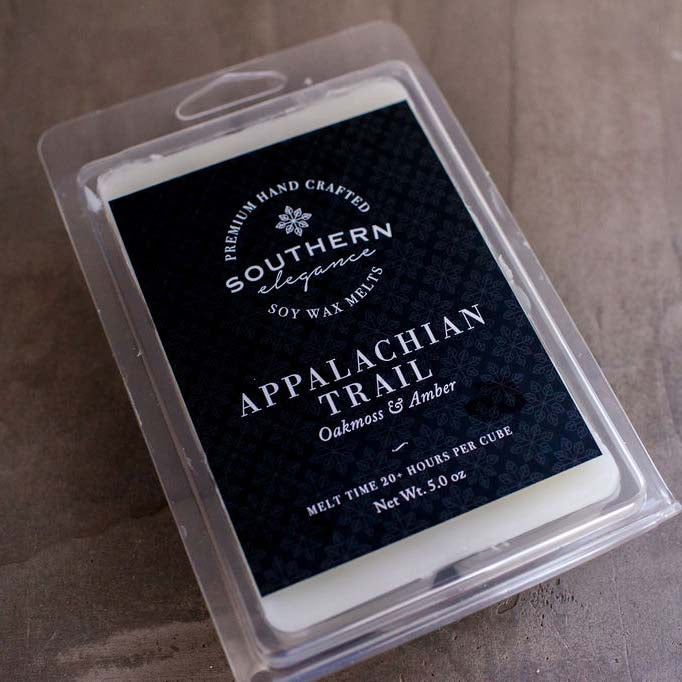 PREMIUM HAND CRAFTED
SOUTHERN
elegance
SOY WAX MELTS
APPALACHIAN
TRAIL
Oakmoss & Amber
MELT TIME 20+ HOURS PER CUBE
Net Wt. 5.0 oz